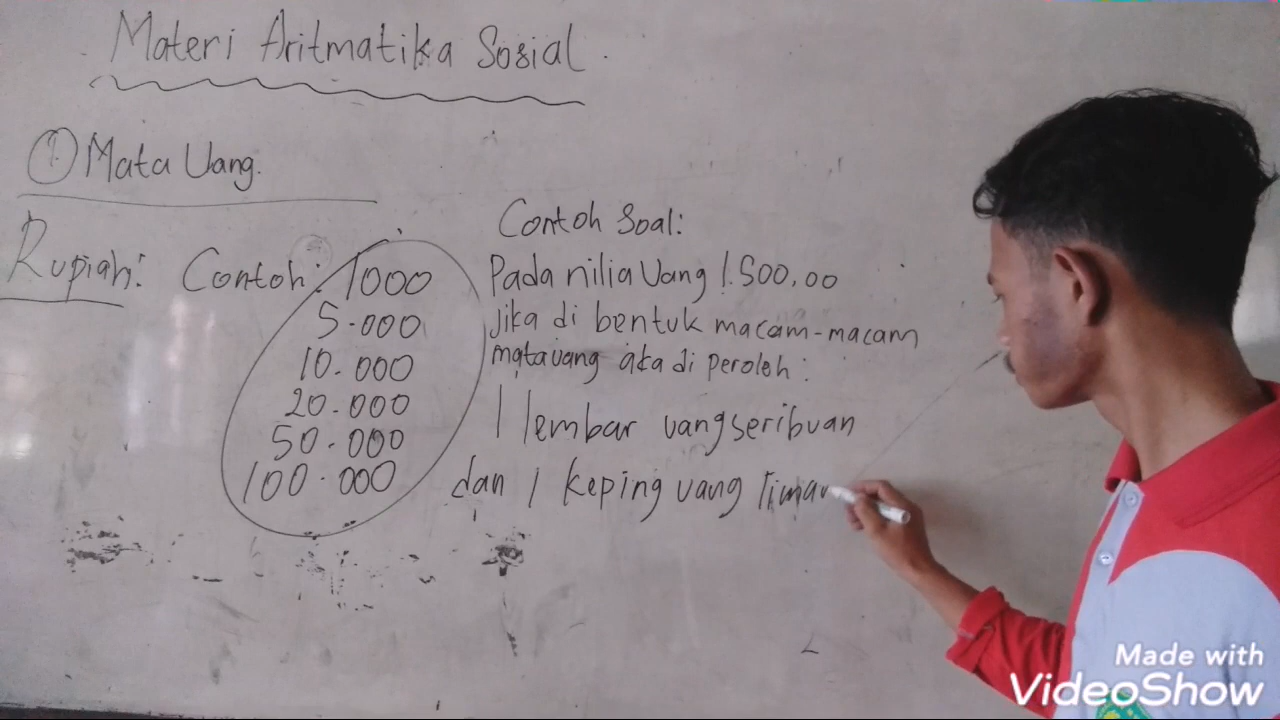 Materi Aritmatika Sosial
1. Mata Uang.
Rupiah: Contoh: 1000
5.000
10.000
20.000
50.000
100.000
Contoh Soal:
Pada nilia Uang 1.500,00
Jika di bentuk macam-macam
matauang aka di peroleh:
1 lembar uang seribuan
dan 1 keping uang limar
Made with
VideoShow